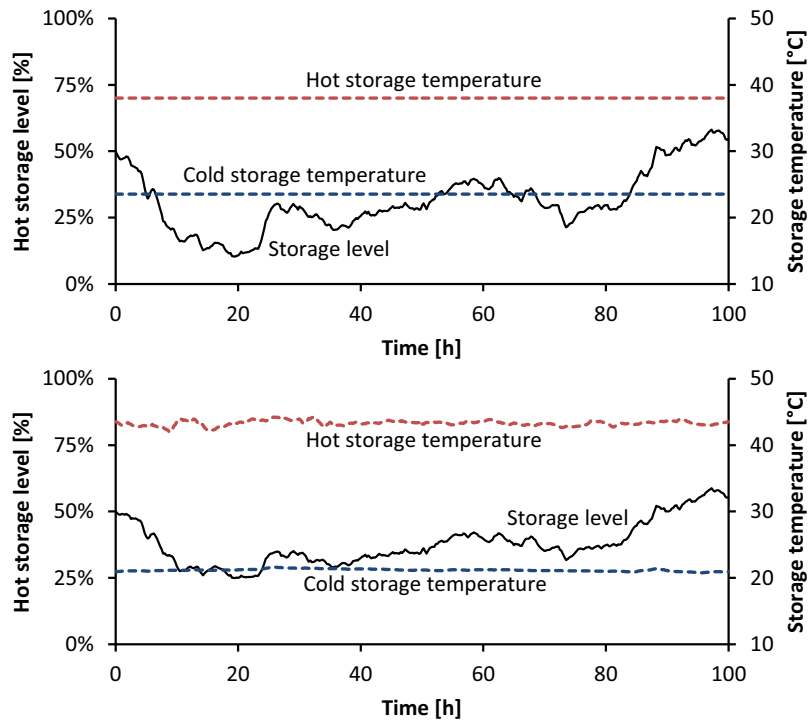 100%
75%
50%
25%
0%
Hot storage level [%]
50
40
30
20
10
Storage temperature [°C]
Hot storage temperature
Cold storage temperature
Storage level
0
20
40
60
80
100
Time [h]
100%
75%
50%
25%
0%
Hot storage level [%]
50
40
30
20
10
Storage temperature [°C]
Hot storage temperature
Storage level
Cold storage temperature
0
20
40
60
80
100
Time [h]